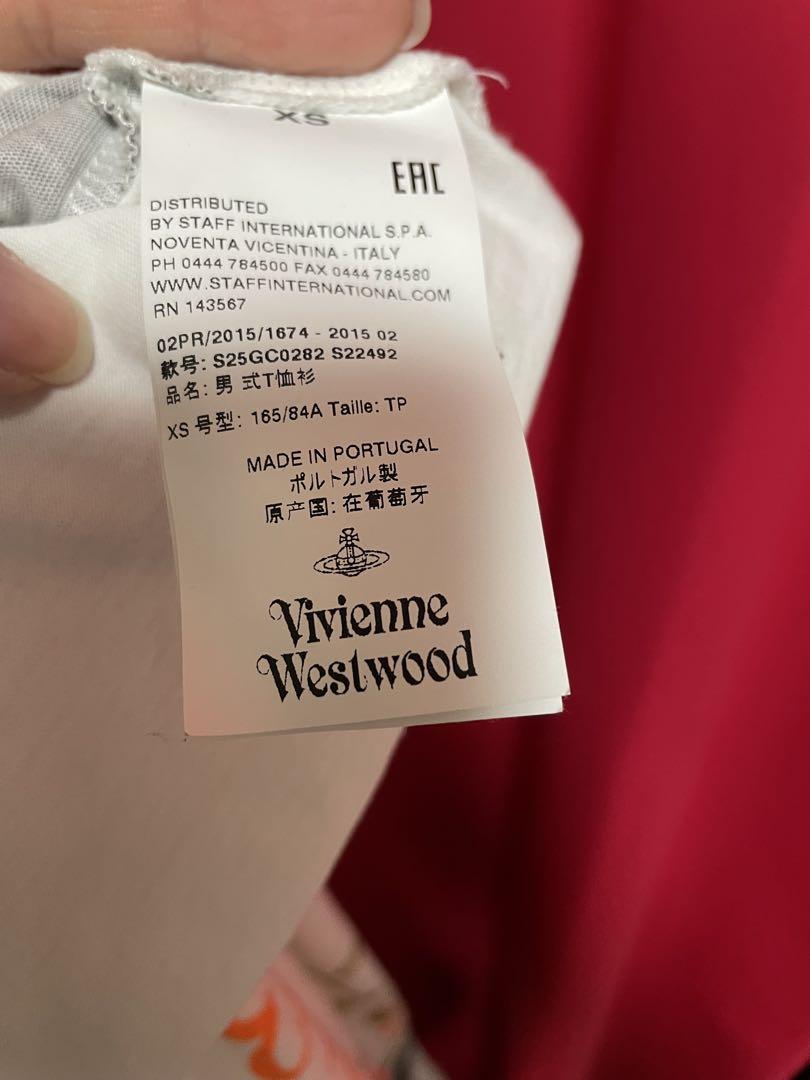 XS
EAC
DISTRIBUTED
BY STAFF INTERNATIONAL S.P.A.
NOVENTA VICENTINA - ITALY
PH 0444 784500 FAX 0444 784580
WWW.STAFFINTERNATIONAL.COM
RN 143567
02PR/2015/1674 - 2015 02
款号: S25GC0282 S22492
品名: 男 式T恤衫
XS 号型: 165/84A Taille: TP
MADE IN PORTUGAL
ポルトガル製
原产国: 在葡萄牙
Vivienne
Westwood